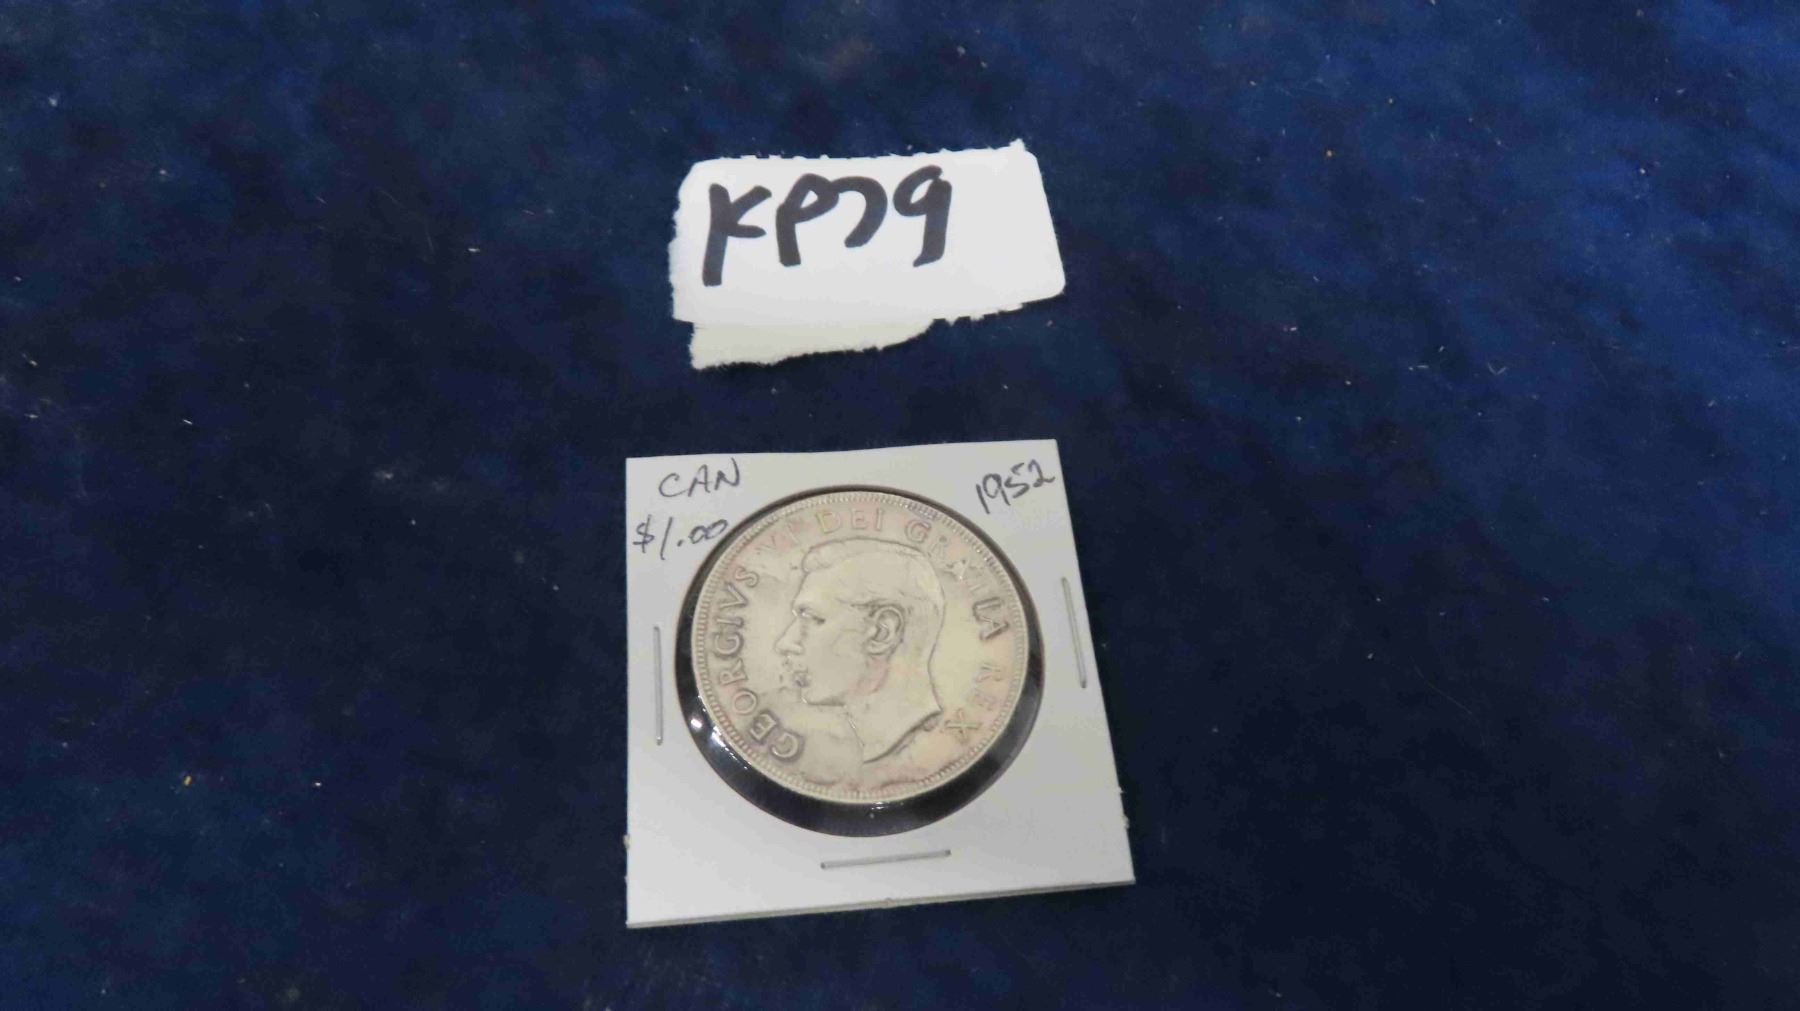 KP79
CAN
1952
$1.00
GEORGIVS VI DEI GRATIA REX